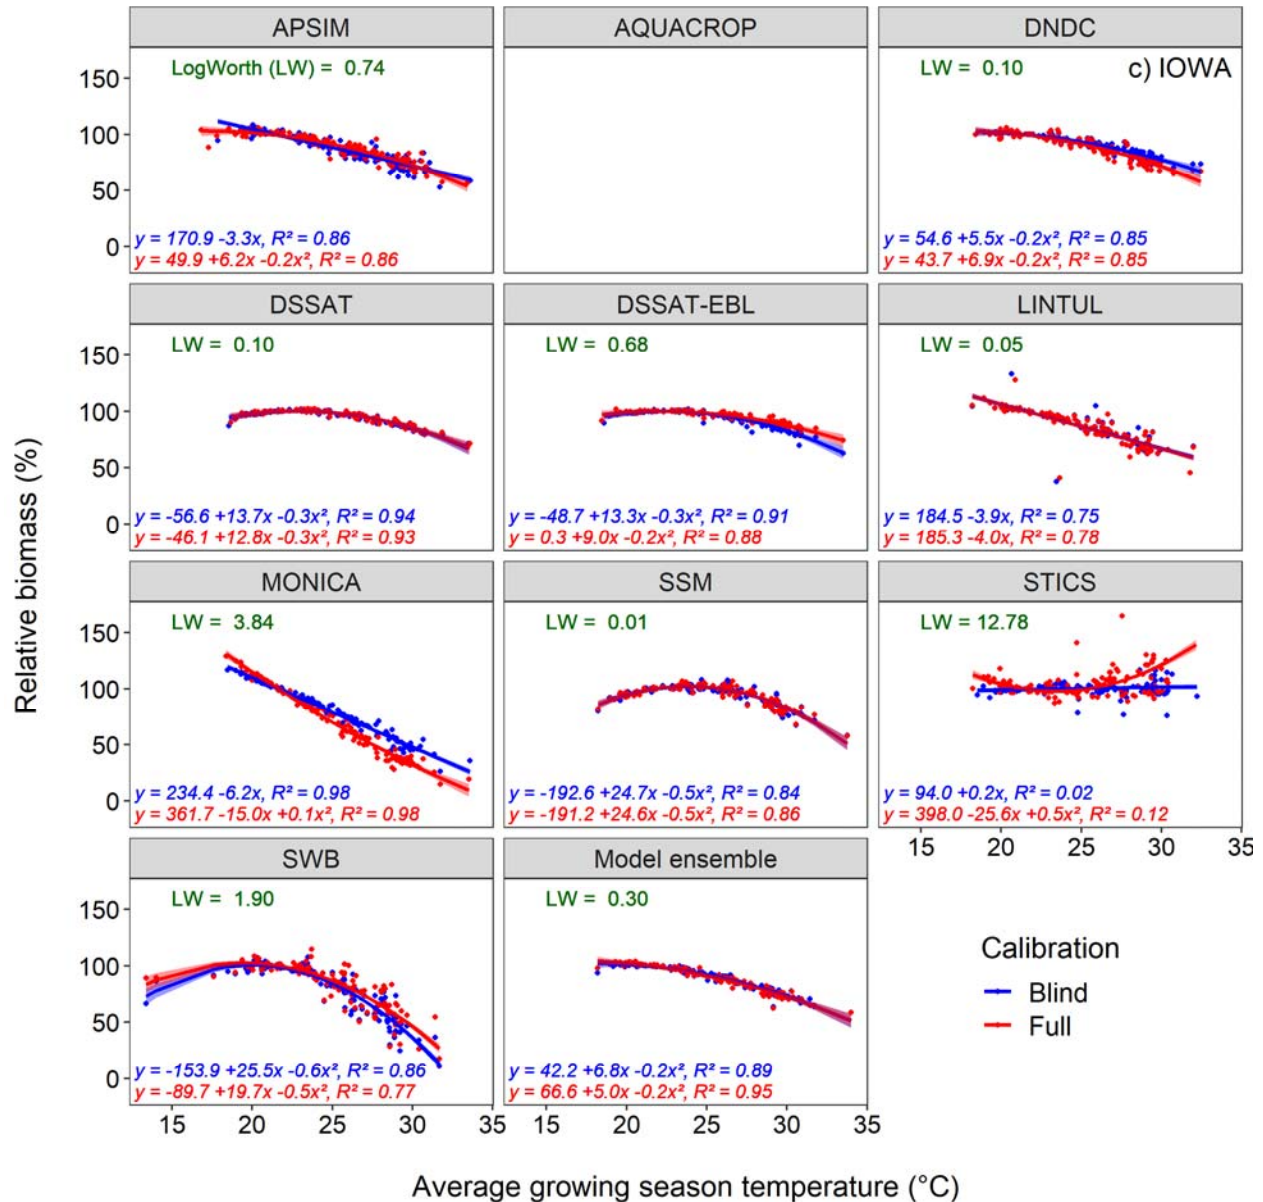 APSIM
AQUACROP
DNDC
LogWorth (LW) = 0.74
LW = 0.10
c) IOWA
150
100
50
0
y = 170.9 -3.3x, R² = 0.86
y = 49.9 +6.2x -0.2x², R² = 0.86
y = 54.6 +5.5x -0.2x², R² = 0.85
y = 43.7 +6.9x -0.2x², R² = 0.85
DSSAT
DSSAT-EBL
LINTUL
LW = 0.10
LW = 0.68
LW = 0.05
150
100
50
0
y = -56.6 +13.7x -0.3x², R² = 0.94
y = -46.1 +12.8x -0.3x², R² = 0.93
y = -48.7 +13.3x -0.3x², R² = 0.91
y = 0.3 +9.0x -0.2x², R² = 0.88
y = 184.5 -3.9x, R² = 0.75
y = 185.3 -4.0x, R² = 0.78
Relative biomass (%)
MONICA
SSM
STICS
LW = 3.84
LW = 0.01
LW = 12.78
150
100
50
0
y = 234.4 -6.2x, R² = 0.98
y = 361.7 -15.0x +0.1x², R² = 0.98
y = -192.6 +24.7x -0.5x², R² = 0.84
y = -191.2 +24.6x -0.5x², R² = 0.86
y = 94.0 +0.2x, R² = 0.02
y = 398.0 -25.6x +0.5x², R² = 0.12
15 20 25 30 35
SWB
Model ensemble
LW = 1.90
LW = 0.30
150
100
50
0
y = -153.9 +25.5x -0.6x², R² = 0.86
y = -89.7 +19.7x -0.5x², R² = 0.77
y = 42.2 +6.8x -0.2x², R² = 0.89
y = 66.6 +5.0x -0.2x², R² = 0.95
Calibration
Blind
Full
15 20 25 30 35
15 20 25 30 35
Average growing season temperature (°C)